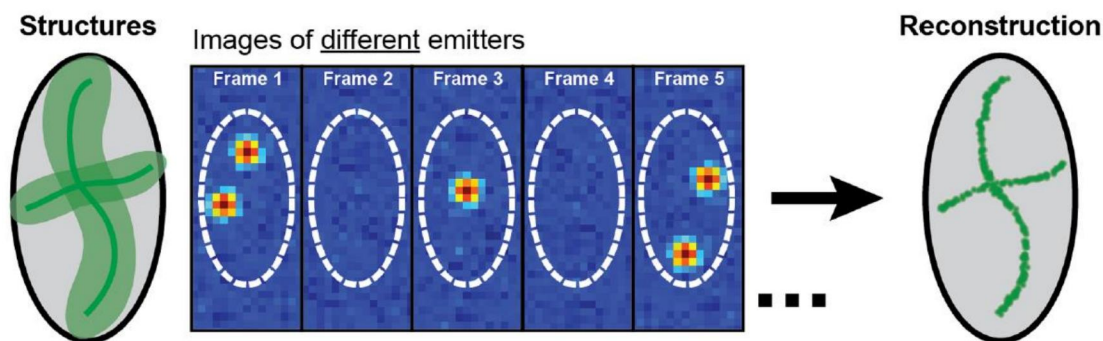 Structures
Images of different emitters
Reconstruction
Frame 1 Frame 2 Frame 3 Frame 4 Frame 5